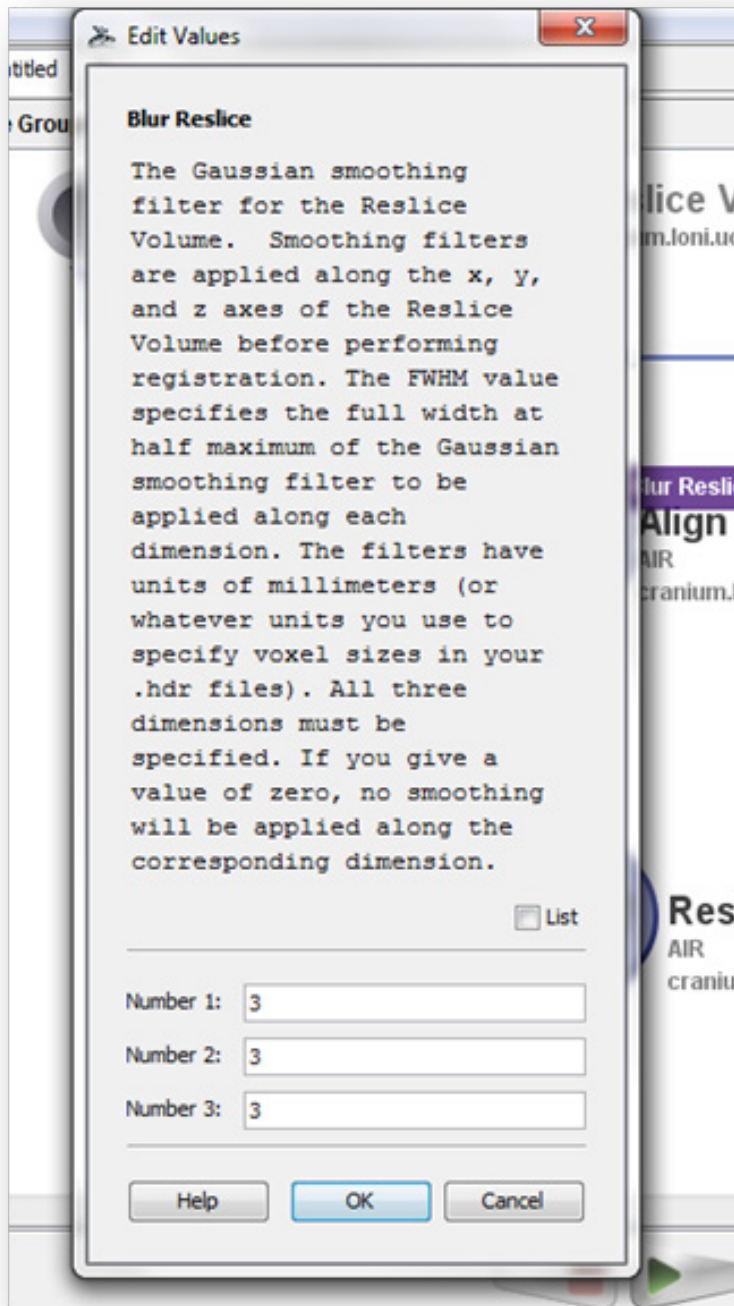 Edit Values
x
Blur Reslice
The Gaussian smoothing
filter for the Reslice
Volume.  Smoothing filters
are applied along the x, y,
and z axes of the Reslice
Volume before performing
registration. The FWHM value
specifies the full width at
half maximum of the Gaussian
smoothing filter to be
applied along each
dimension. The filters have
units of millimeters (or
whatever units you use to
specify voxel sizes in your
.hdr files). All three
dimensions must be
specified. If you give a
value of zero, no smoothing
will be applied along the
corresponding dimension.
List
Number 1: 3
Number 2: 3
Number 3: 3
Help OK Cancel
Align
AIR
AIR